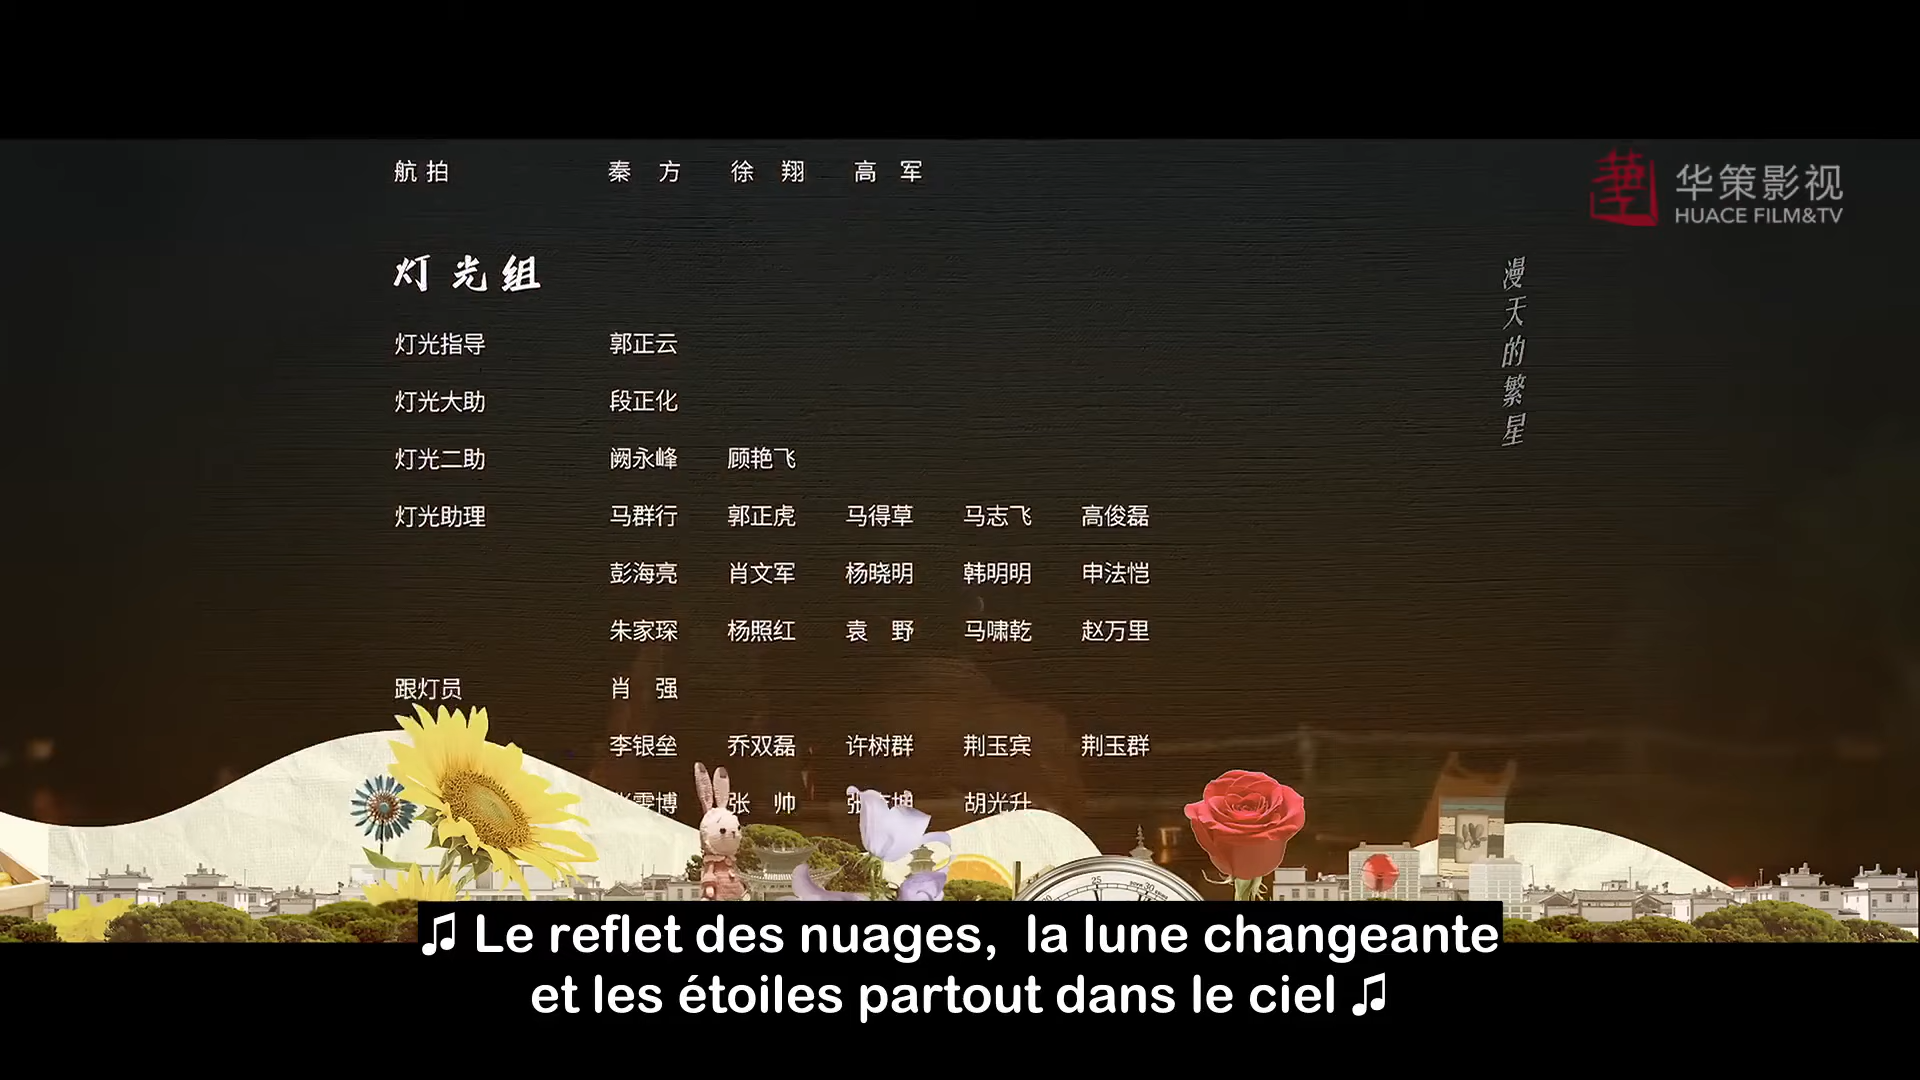 航拍 秦方 徐翔 高军
华策影视
HUACE FILM&TV
灯光组
漫天的繁星
灯光指导 郭正云
灯光大助 段正化
灯光二助 阙永峰 顾艳飞
灯光助理 马群行 郭正虎 马得草 马志飞 高俊磊
彭海亮 肖文军 杨晓明 韩明明 申法恺
朱家琛 杨照红 袁野 马啸乾 赵万里
跟灯员 肖强
李银垒 乔双磊 许树群 荆玉宾 荆玉群
雯博 张帅 张 坤 胡光升
♫ Le reflet des nuages, la lune changeante
et les étoiles partout dans le ciel ♫